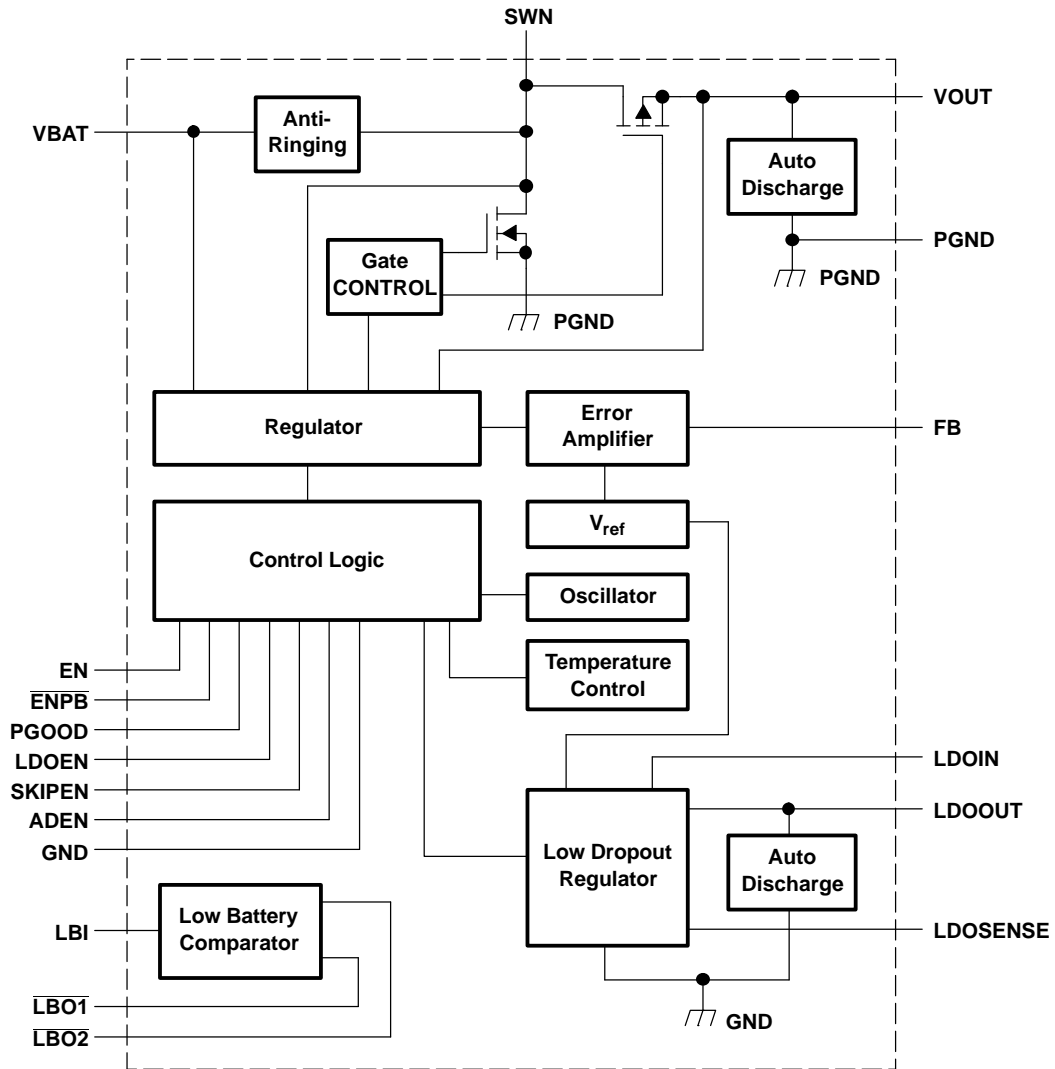 SWN
VBAT
Anti-
Ringing
VOUT
Auto
Discharge
PGND
PGND
Gate
CONTROL
PGND
Regulator
Error
Amplifier
FB
Vref
Control Logic
Oscillator
Temperature
Control
EN
ENPB
PGOOD
LDOEN
SKIPEN
ADEN
GND
LDOIN
LDOOUT
Low Dropout
Regulator
Auto
Discharge
LDOSENSE
GND
LBI
Low Battery
Comparator
LBO1
LBO2